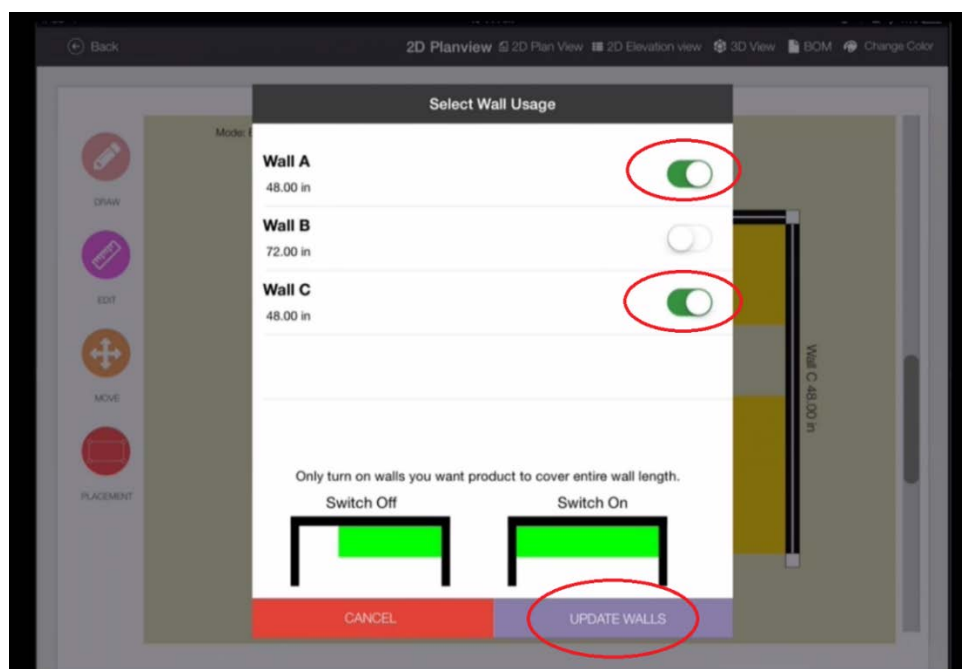 Back
2D Planview 2D Plan View 2D Elevation view 3D View BOM Change Color
Select Wall Usage
Mode:
Wall A
48.00 in
Wall B
72.00 in
Wall C
48.00 in
DRAW
EDIT
MOVE
PLACEMENT
Wall C 48.00 in
Only turn on walls you want product to cover entire wall length.
Switch Off Switch On
CANCEL UPDATE WALLS